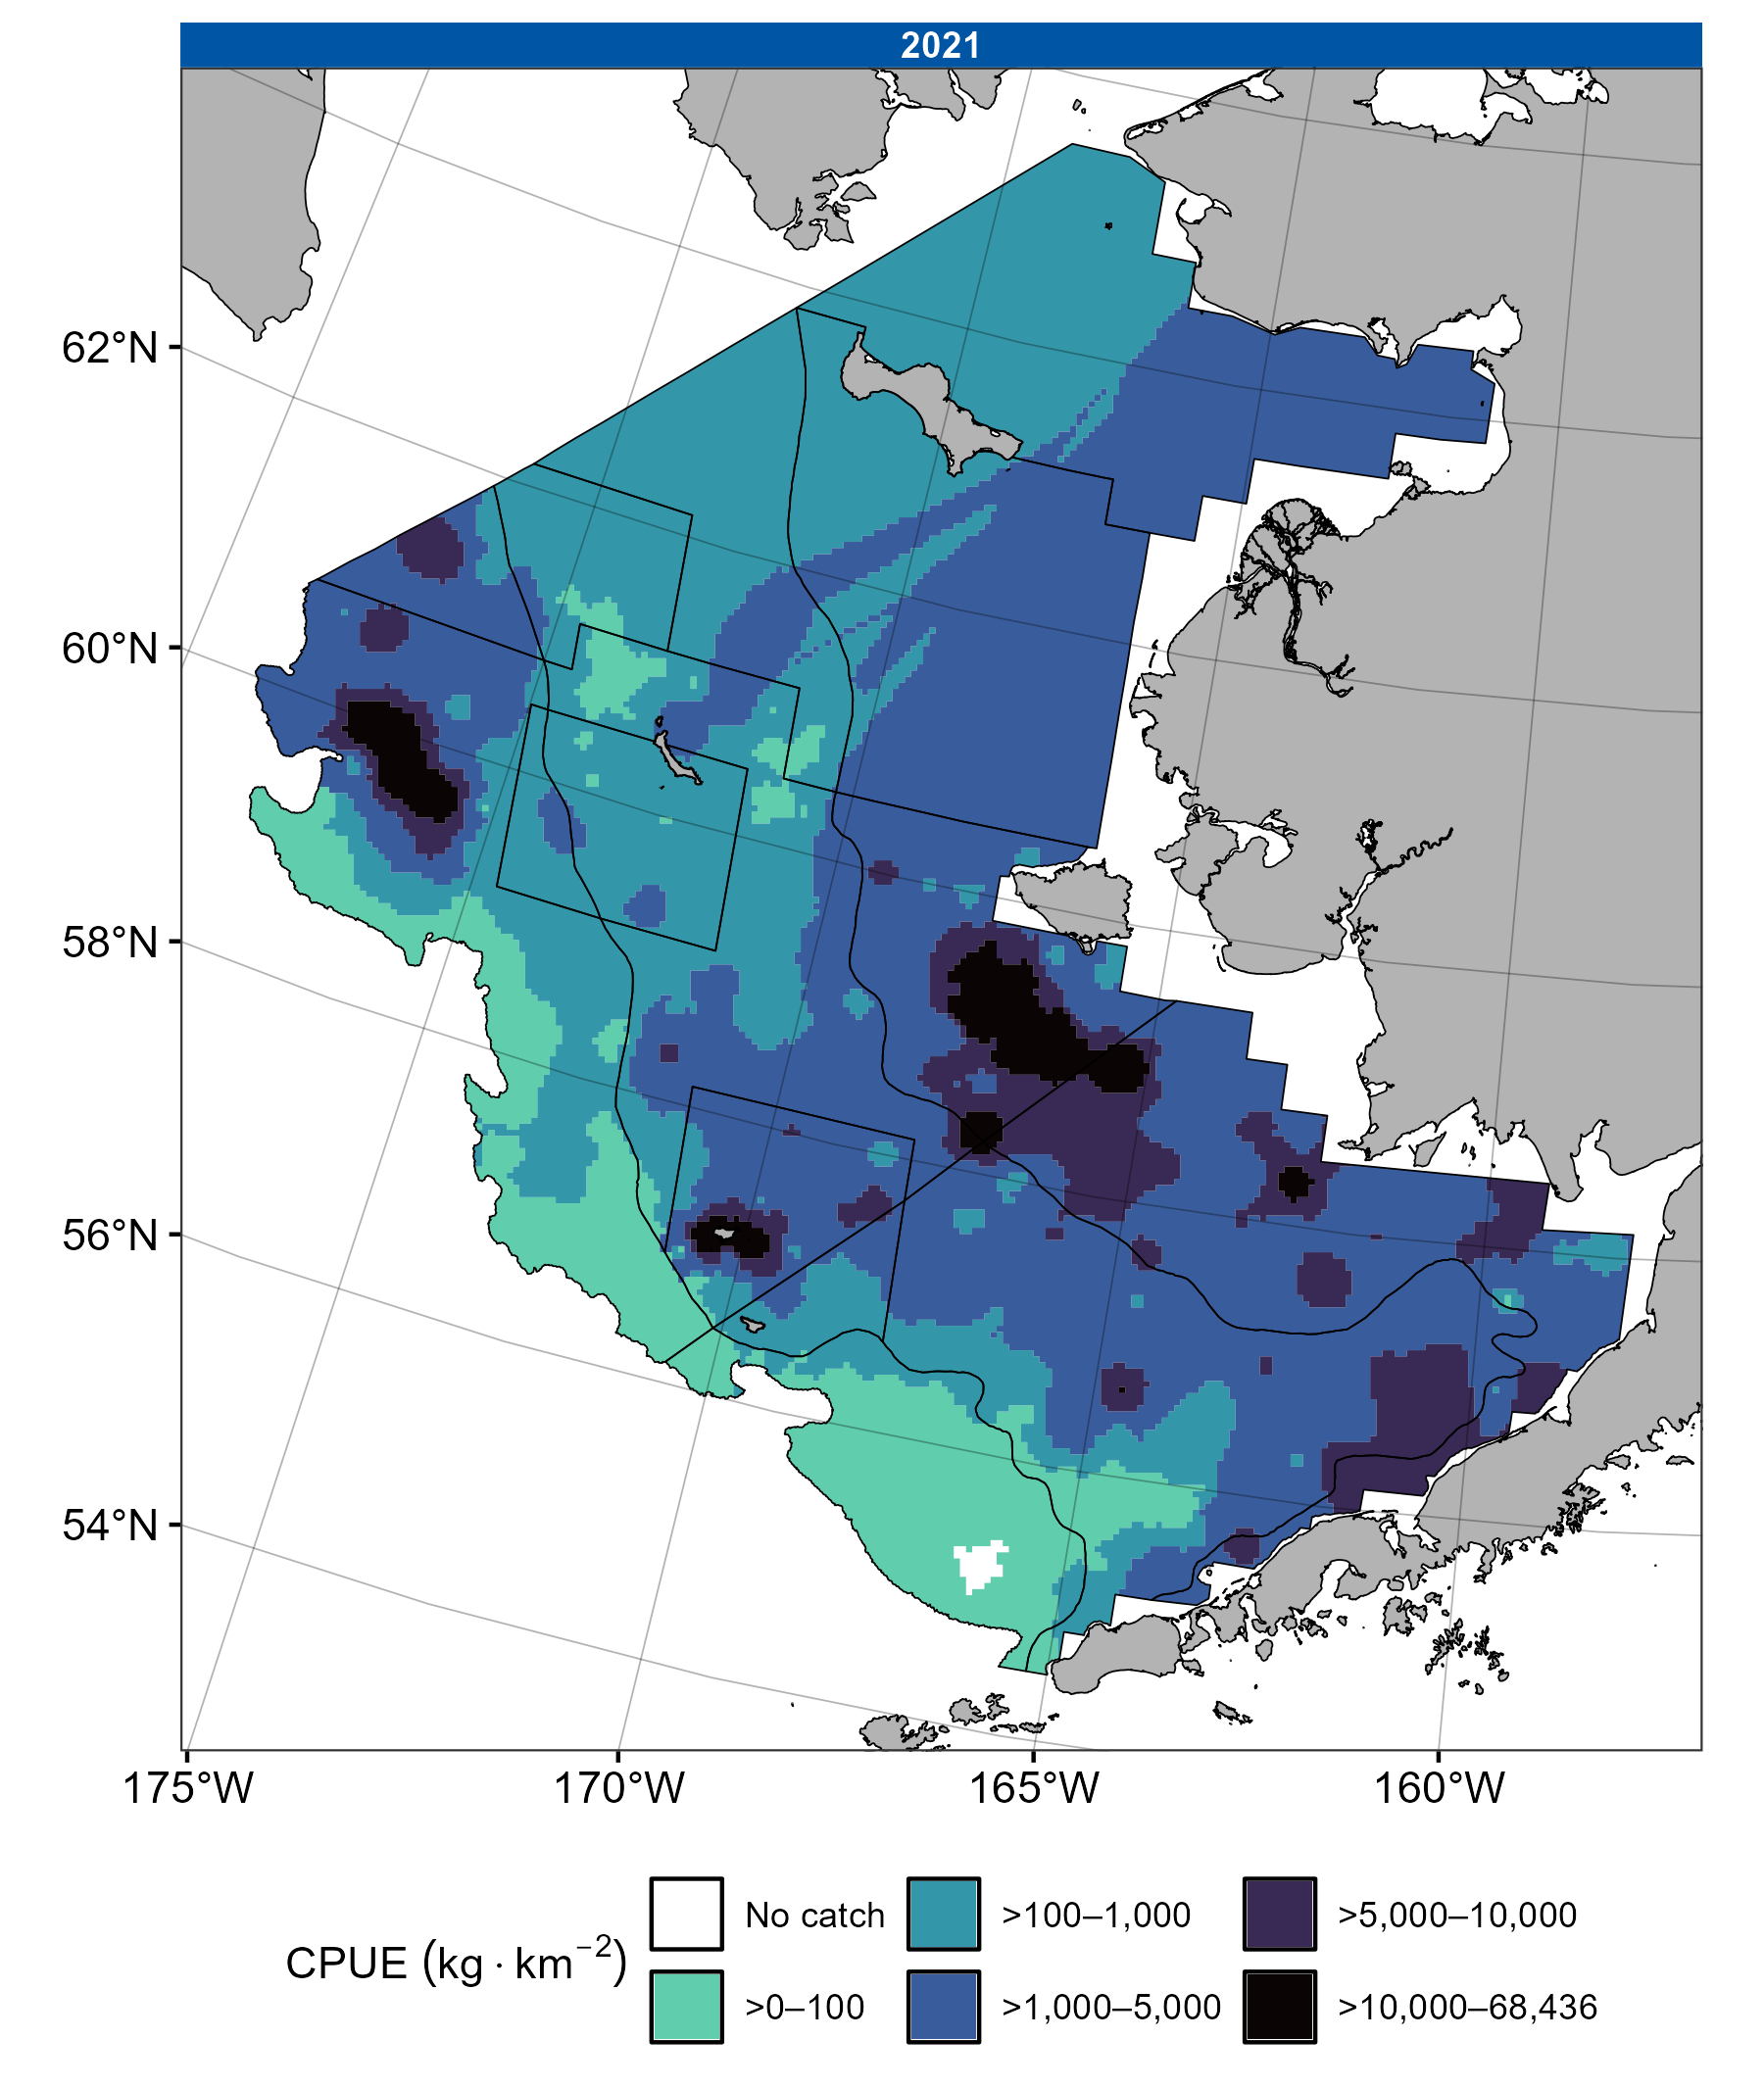 2021
62°N
60°N
58°N
56°N
54°N
175°W 170°W 165°W 160°W
CPUE (kg · km⁻²)
No catch >100–1,000 >5,000–10,000
>0–100 >1,000–5,000 >10,000–68,436